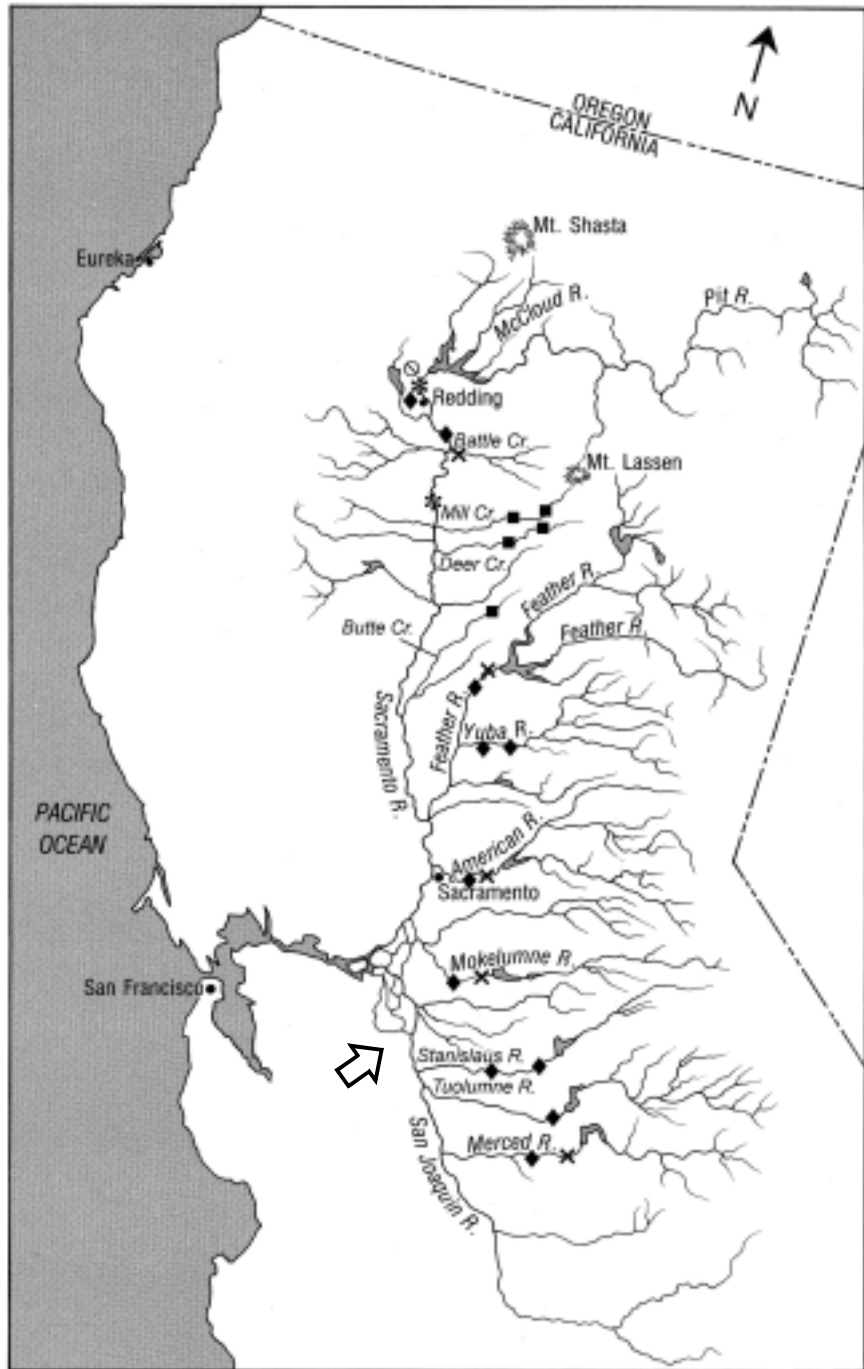 N
OREGON
CALIFORNIA
Mt. Shasta
Eureka
McCloud R.
Pit R.
Redding
Battle Cr.
Mt. Lassen
Mill Cr.
Deer Cr.
Feather R.
Butte Cr.
Feather R.
Feather R.
Sacramento R.
Yuba R.
PACIFIC
OCEAN
American R.
Sacramento
Mokelumne R.
San Francisco
Stanislaus R.
Tuolumne R.
Merced R.
San Joaquin R.